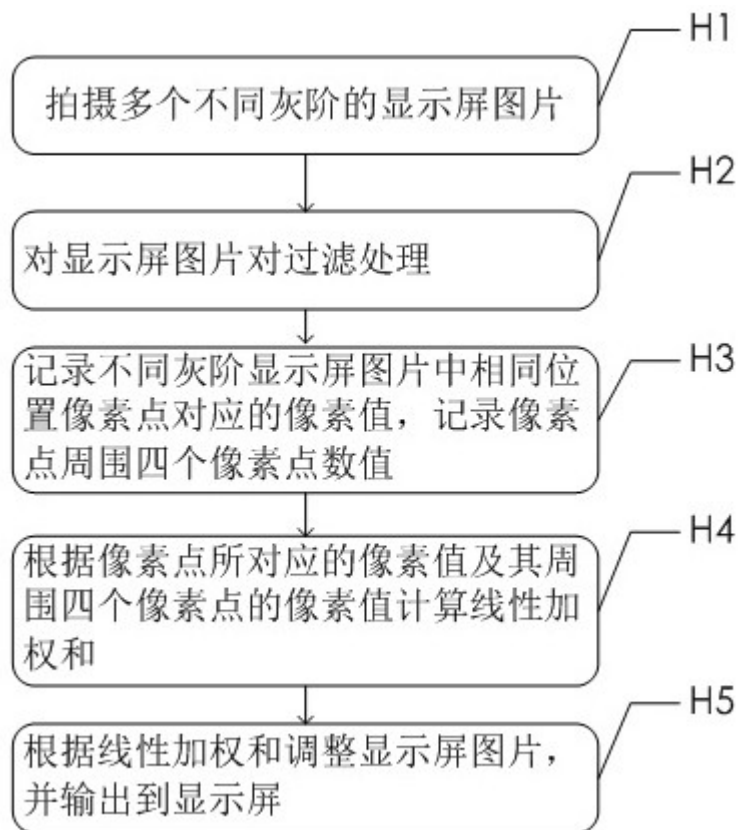 H1
拍摄多个不同灰阶的显示屏图片
H2
对显示屏图片对过滤处理
H3
记录不同灰阶显示屏图片中相同位
置像素点对应的像素值，记录像素
点周围四个像素点数值
H4
根据像素点所对应的像素值及其周
围四个像素点的像素值计算线性加
权和
H5
根据线性加权和调整显示屏图片，
并输出到显示屏